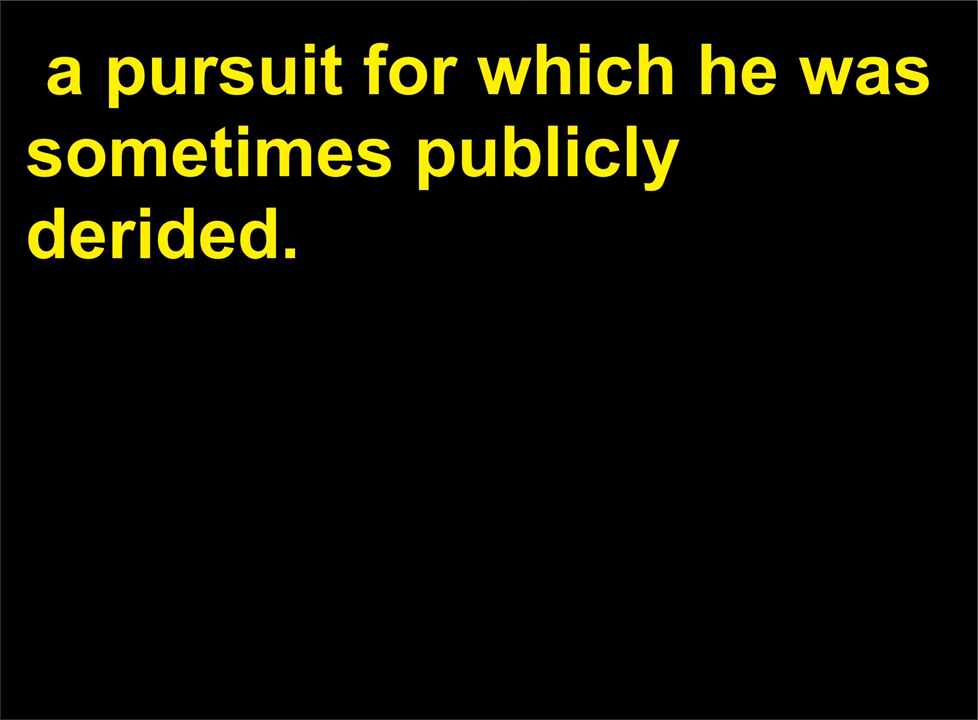 a pursuit for which he was
sometimes publicly
derided.